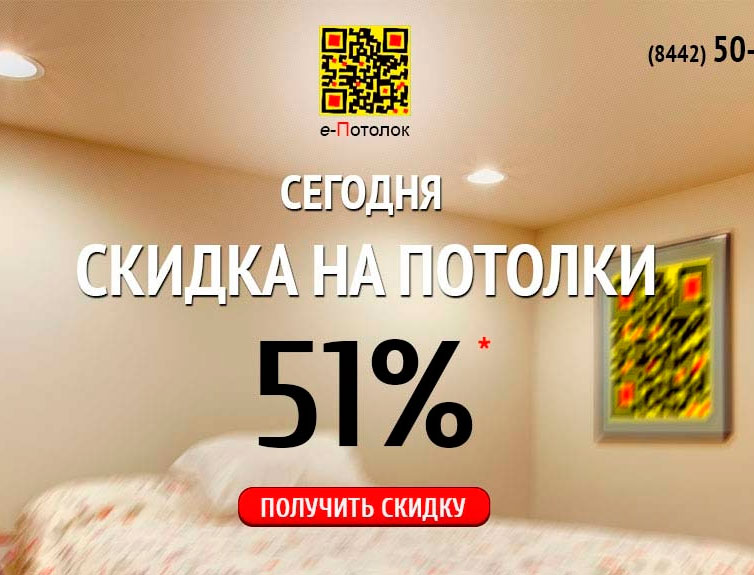 (8442) 50-
е-Потолок
СЕГОДНЯ
СКИДКА НА ПОТОЛКИ
51%*
ПОЛУЧИТЬ СКИДКУ